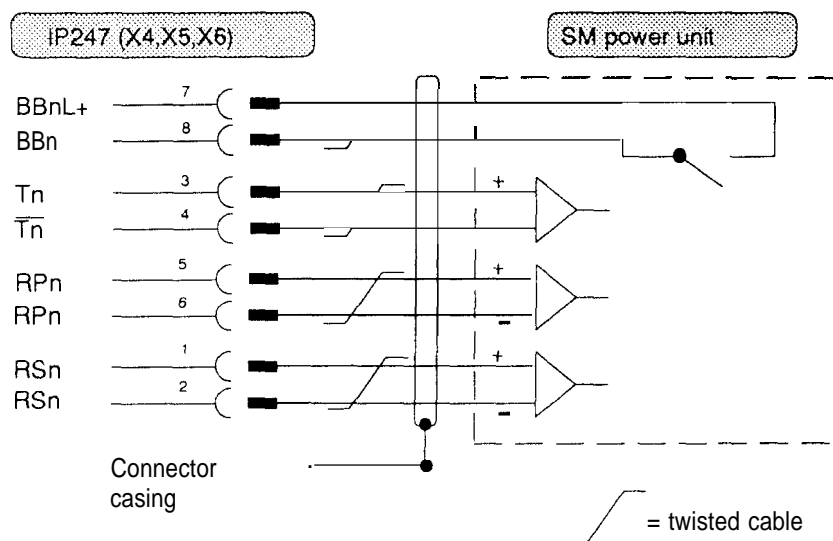 IP247 (X4,X5,X6)
SM power unit
BBnL+ 7
BBn 8
Tn 3 +
T̅n̅ 4
RPn 5 +
RPn 6 -
RSn 1 +
RSn 2 -
Connector
casing
= twisted cable